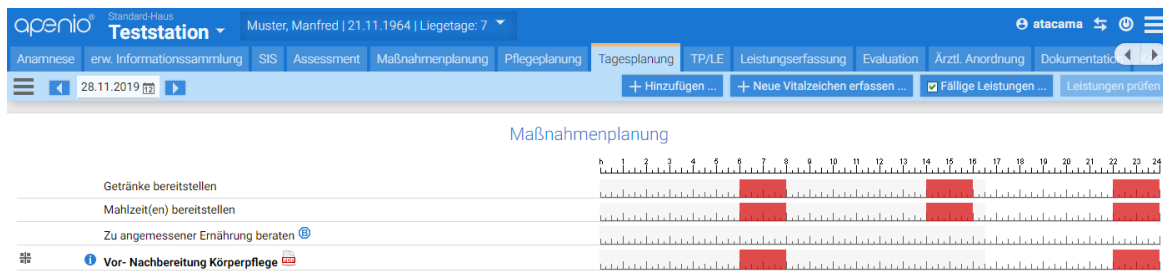 apenio® Standard-Haus Teststation Muster, Manfred | 21.11.1964 | Liegetage: 7 atacama
Anamnese erw. Informationssammlung SIS Assessment Maßnahmenplanung Pflegeplanung Tagesplanung TP/LE Leistungserfassung Evaluation Ärztl. Anordnung Dokumentatio
28.11.2019 12 + Hinzufügen ... + Neue Vitalzeichen erfassen ... Fällige Leistungen ... Leistungen prüfen
Maßnahmenplanung
h 1 2 3 4 5 6 7 8 9 10 11 12 13 14 15 16 17 18 19 20 21 22 23 24
Getränke bereitstellen
Mahlzeit(en) bereitstellen
Zu angemessener Ernährung beraten B
Vor- Nachbereitung Körperpflege PDF